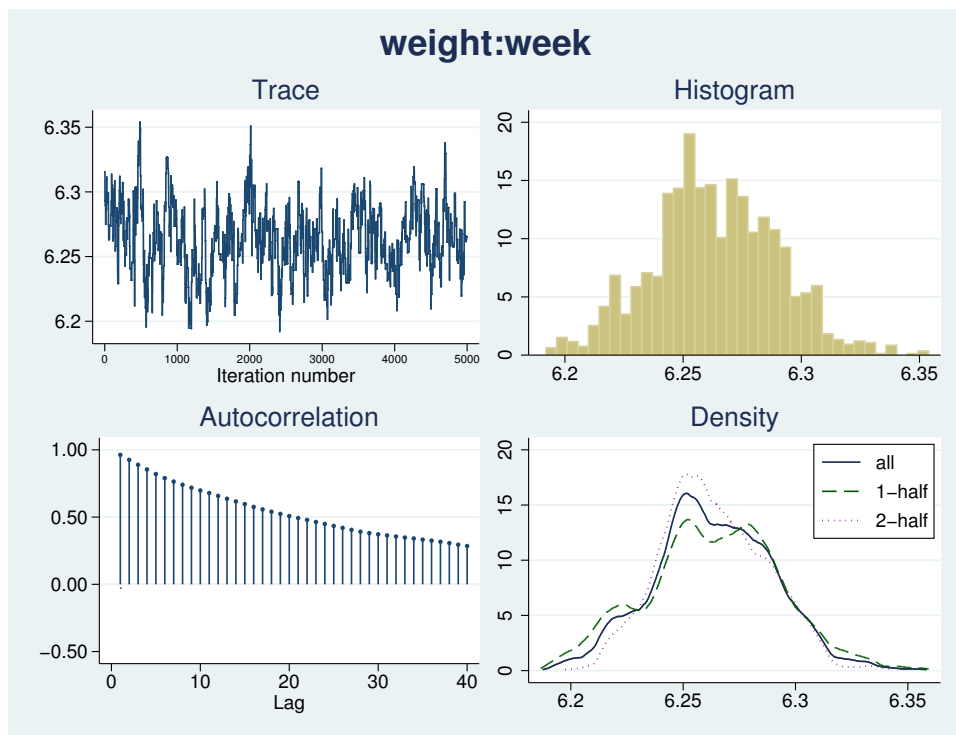 weight:week
Trace
6.35
6.3
6.25
6.2
0 1000 2000 3000 4000 5000
Iteration number
Histogram
20
15
10
5
0
6.2 6.25 6.3 6.35
Autocorrelation
1.00
0.50
0.00
−0.50
0 10 20 30 40
Lag
Density
20
15
10
5
0
6.2 6.25 6.3 6.35
all
1−half
2−half